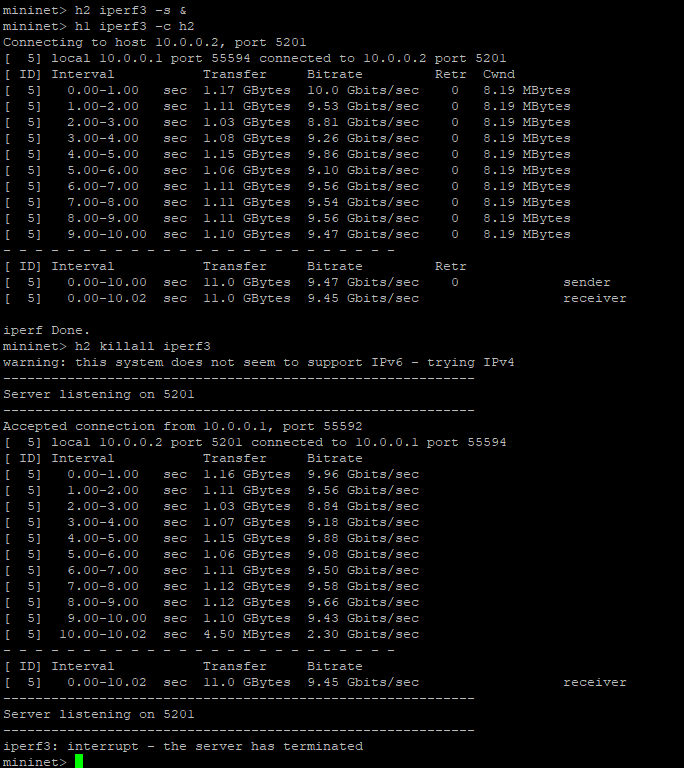 mininet> h2 iperf3 -s &
mininet> h1 iperf3 -c h2
Connecting to host 10.0.0.2, port 5201
[  5] local 10.0.0.1 port 55594 connected to 10.0.0.2 port 5201
[ ID] Interval           Transfer     Bitrate         Retr  Cwnd
[  5]   0.00-1.00   sec  1.17 GBytes  10.0 Gbits/sec    0   8.19 MBytes
[  5]   1.00-2.00   sec  1.11 GBytes  9.53 Gbits/sec    0   8.19 MBytes
[  5]   2.00-3.00   sec  1.03 GBytes  8.81 Gbits/sec    0   8.19 MBytes
[  5]   3.00-4.00   sec  1.08 GBytes  9.26 Gbits/sec    0   8.19 MBytes
[  5]   4.00-5.00   sec  1.15 GBytes  9.86 Gbits/sec    0   8.19 MBytes
[  5]   5.00-6.00   sec  1.06 GBytes  9.10 Gbits/sec    0   8.19 MBytes
[  5]   6.00-7.00   sec  1.11 GBytes  9.56 Gbits/sec    0   8.19 MBytes
[  5]   7.00-8.00   sec  1.11 GBytes  9.54 Gbits/sec    0   8.19 MBytes
[  5]   8.00-9.00   sec  1.11 GBytes  9.56 Gbits/sec    0   8.19 MBytes
[  5]   9.00-10.00  sec  1.10 GBytes  9.47 Gbits/sec    0   8.19 MBytes
- - - - - - - - - - - - - - - - - - - - - - - - -
[ ID] Interval           Transfer     Bitrate         Retr
[  5]   0.00-10.00  sec  11.0 GBytes  9.47 Gbits/sec    0             sender
[  5]   0.00-10.02  sec  11.0 GBytes  9.45 Gbits/sec                  receiver
iperf Done.
mininet> h2 killall iperf3
warning: this system does not seem to support IPv6 - trying IPv4
-----------------------------------------------------------
Server listening on 5201
-----------------------------------------------------------
Accepted connection from 10.0.0.1, port 55592
[  5] local 10.0.0.2 port 5201 connected to 10.0.0.1 port 55594
[ ID] Interval           Transfer     Bitrate
[  5]   0.00-1.00   sec  1.16 GBytes  9.96 Gbits/sec
[  5]   1.00-2.00   sec  1.11 GBytes  9.56 Gbits/sec
[  5]   2.00-3.00   sec  1.03 GBytes  8.84 Gbits/sec
[  5]   3.00-4.00   sec  1.07 GBytes  9.18 Gbits/sec
[  5]   4.00-5.00   sec  1.15 GBytes  9.88 Gbits/sec
[  5]   5.00-6.00   sec  1.06 GBytes  9.08 Gbits/sec
[  5]   6.00-7.00   sec  1.11 GBytes  9.50 Gbits/sec
[  5]   7.00-8.00   sec  1.12 GBytes  9.58 Gbits/sec
[  5]   8.00-9.00   sec  1.12 GBytes  9.66 Gbits/sec
[  5]   9.00-10.00  sec  1.10 GBytes  9.43 Gbits/sec
[  5]  10.00-10.02  sec  4.50 MBytes  2.30 Gbits/sec
- - - - - - - - - - - - - - - - - - - - - - - - -
[ ID] Interval           Transfer     Bitrate
[  5]   0.00-10.02  sec  11.0 GBytes  9.45 Gbits/sec                  receiver
-----------------------------------------------------------
Server listening on 5201
-----------------------------------------------------------
iperf3: interrupt - the server has terminated
mininet>